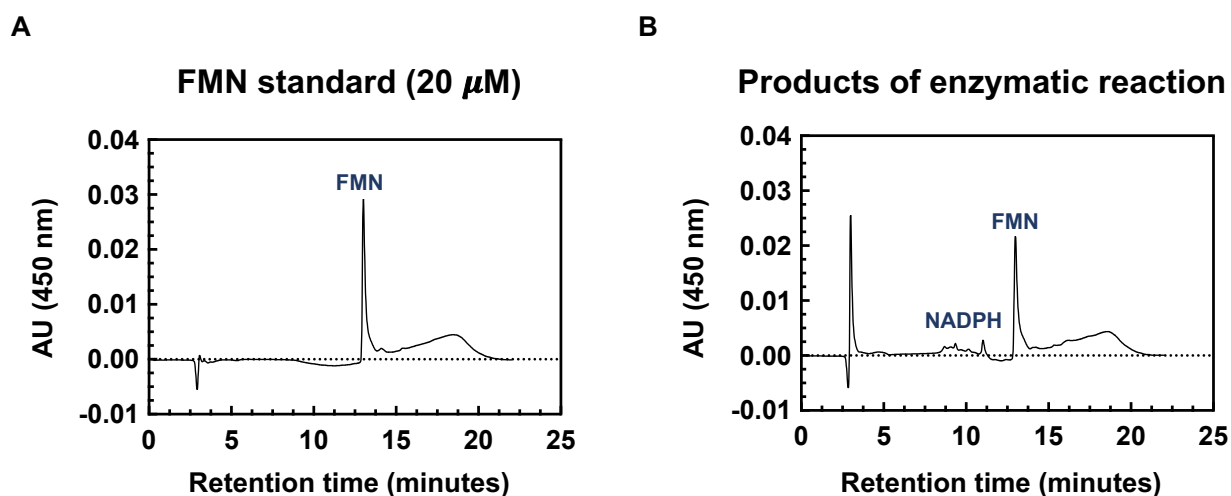 A
FMN standard (20 μM)
FMN
AU (450 nm)
0.04
0.03
0.02
0.01
0.00
-0.01
0 5 10 15 20 25
Retention time (minutes)
B
Products of enzymatic reaction
FMN
NADPH
AU (450 nm)
0.04
0.03
0.02
0.01
0.00
-0.01
0 5 10 15 20 25
Retention time (minutes)